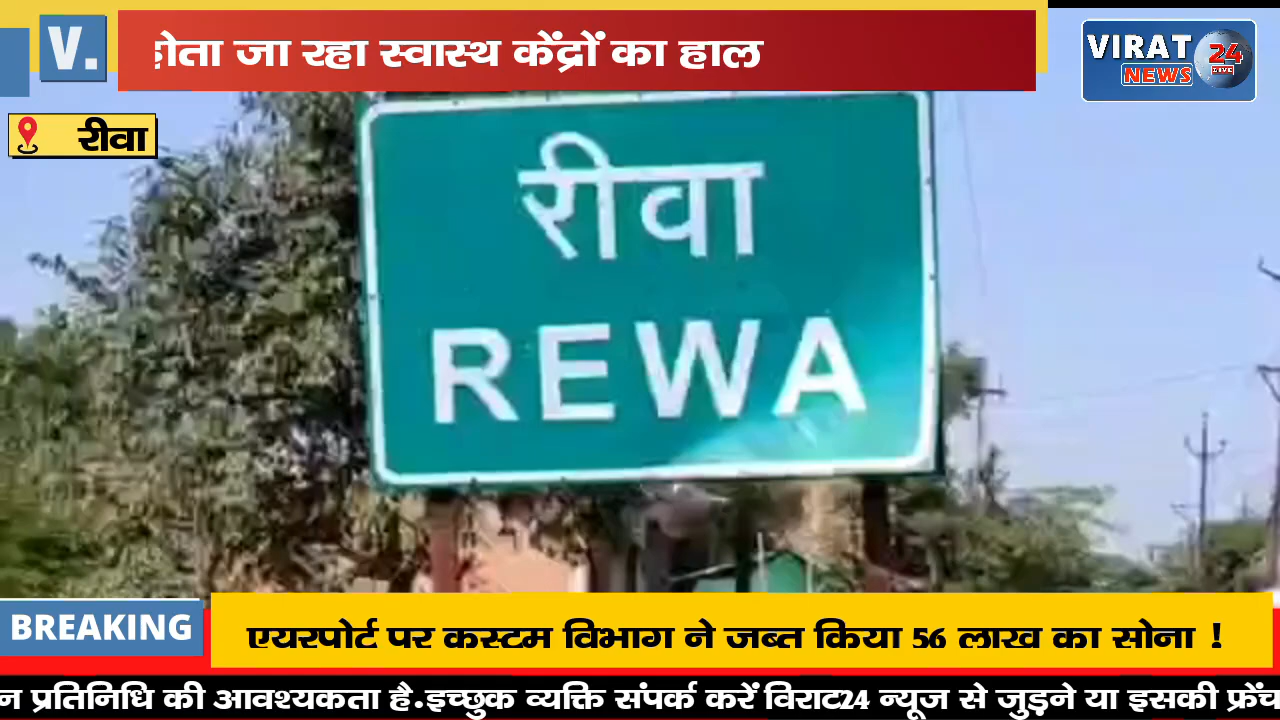 V.
होता जा रहा स्वास्थ केंद्रों का हाल
VIRAT 24
NEWS LIVE
रीवा
रीवा
REWA
BREAKING
एयरपोर्ट पर कस्टम विभाग ने जब्त किया 56 लाख का सोना !
न प्रतिनिधि की आवश्यकता है.इच्छुक व्यक्ति संपर्क करें विराट24 न्यूज से जुड़ने या इसकी फ्रेंच